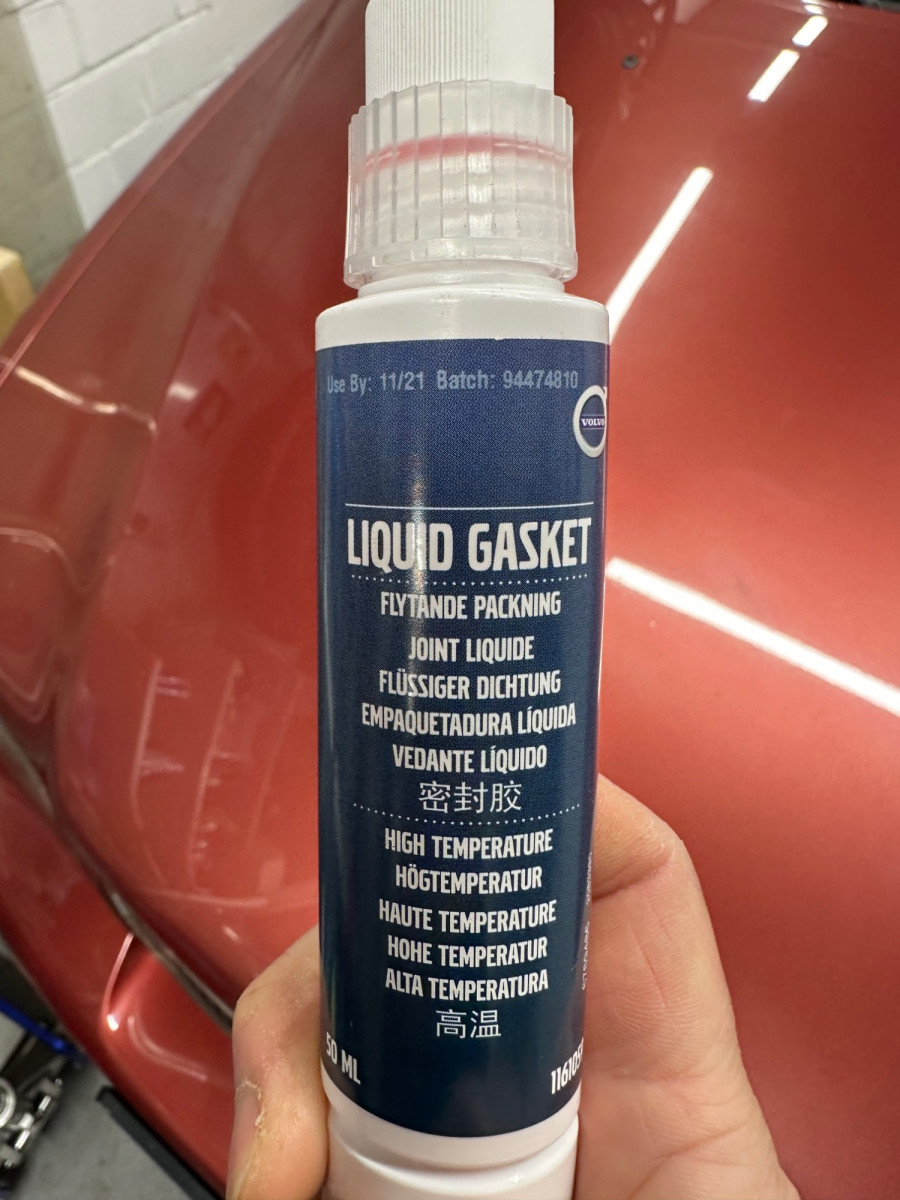 Use By: 11/21 Batch: 94474810
VOLVO
LIQUID GASKET
FLYTANDE PACKNING
JOINT LIQUIDE
FLÜSSIGER DICHTUNG
EMPAQUETADURA LÍQUIDA
VEDANTE LÍQUIDO
密封胶
HIGH TEMPERATURE
HÖGTEMPERATUR
HAUTE TEMPERATURE
HOHE TEMPERATUR
ALTA TEMPERATURA
高温
50 ML